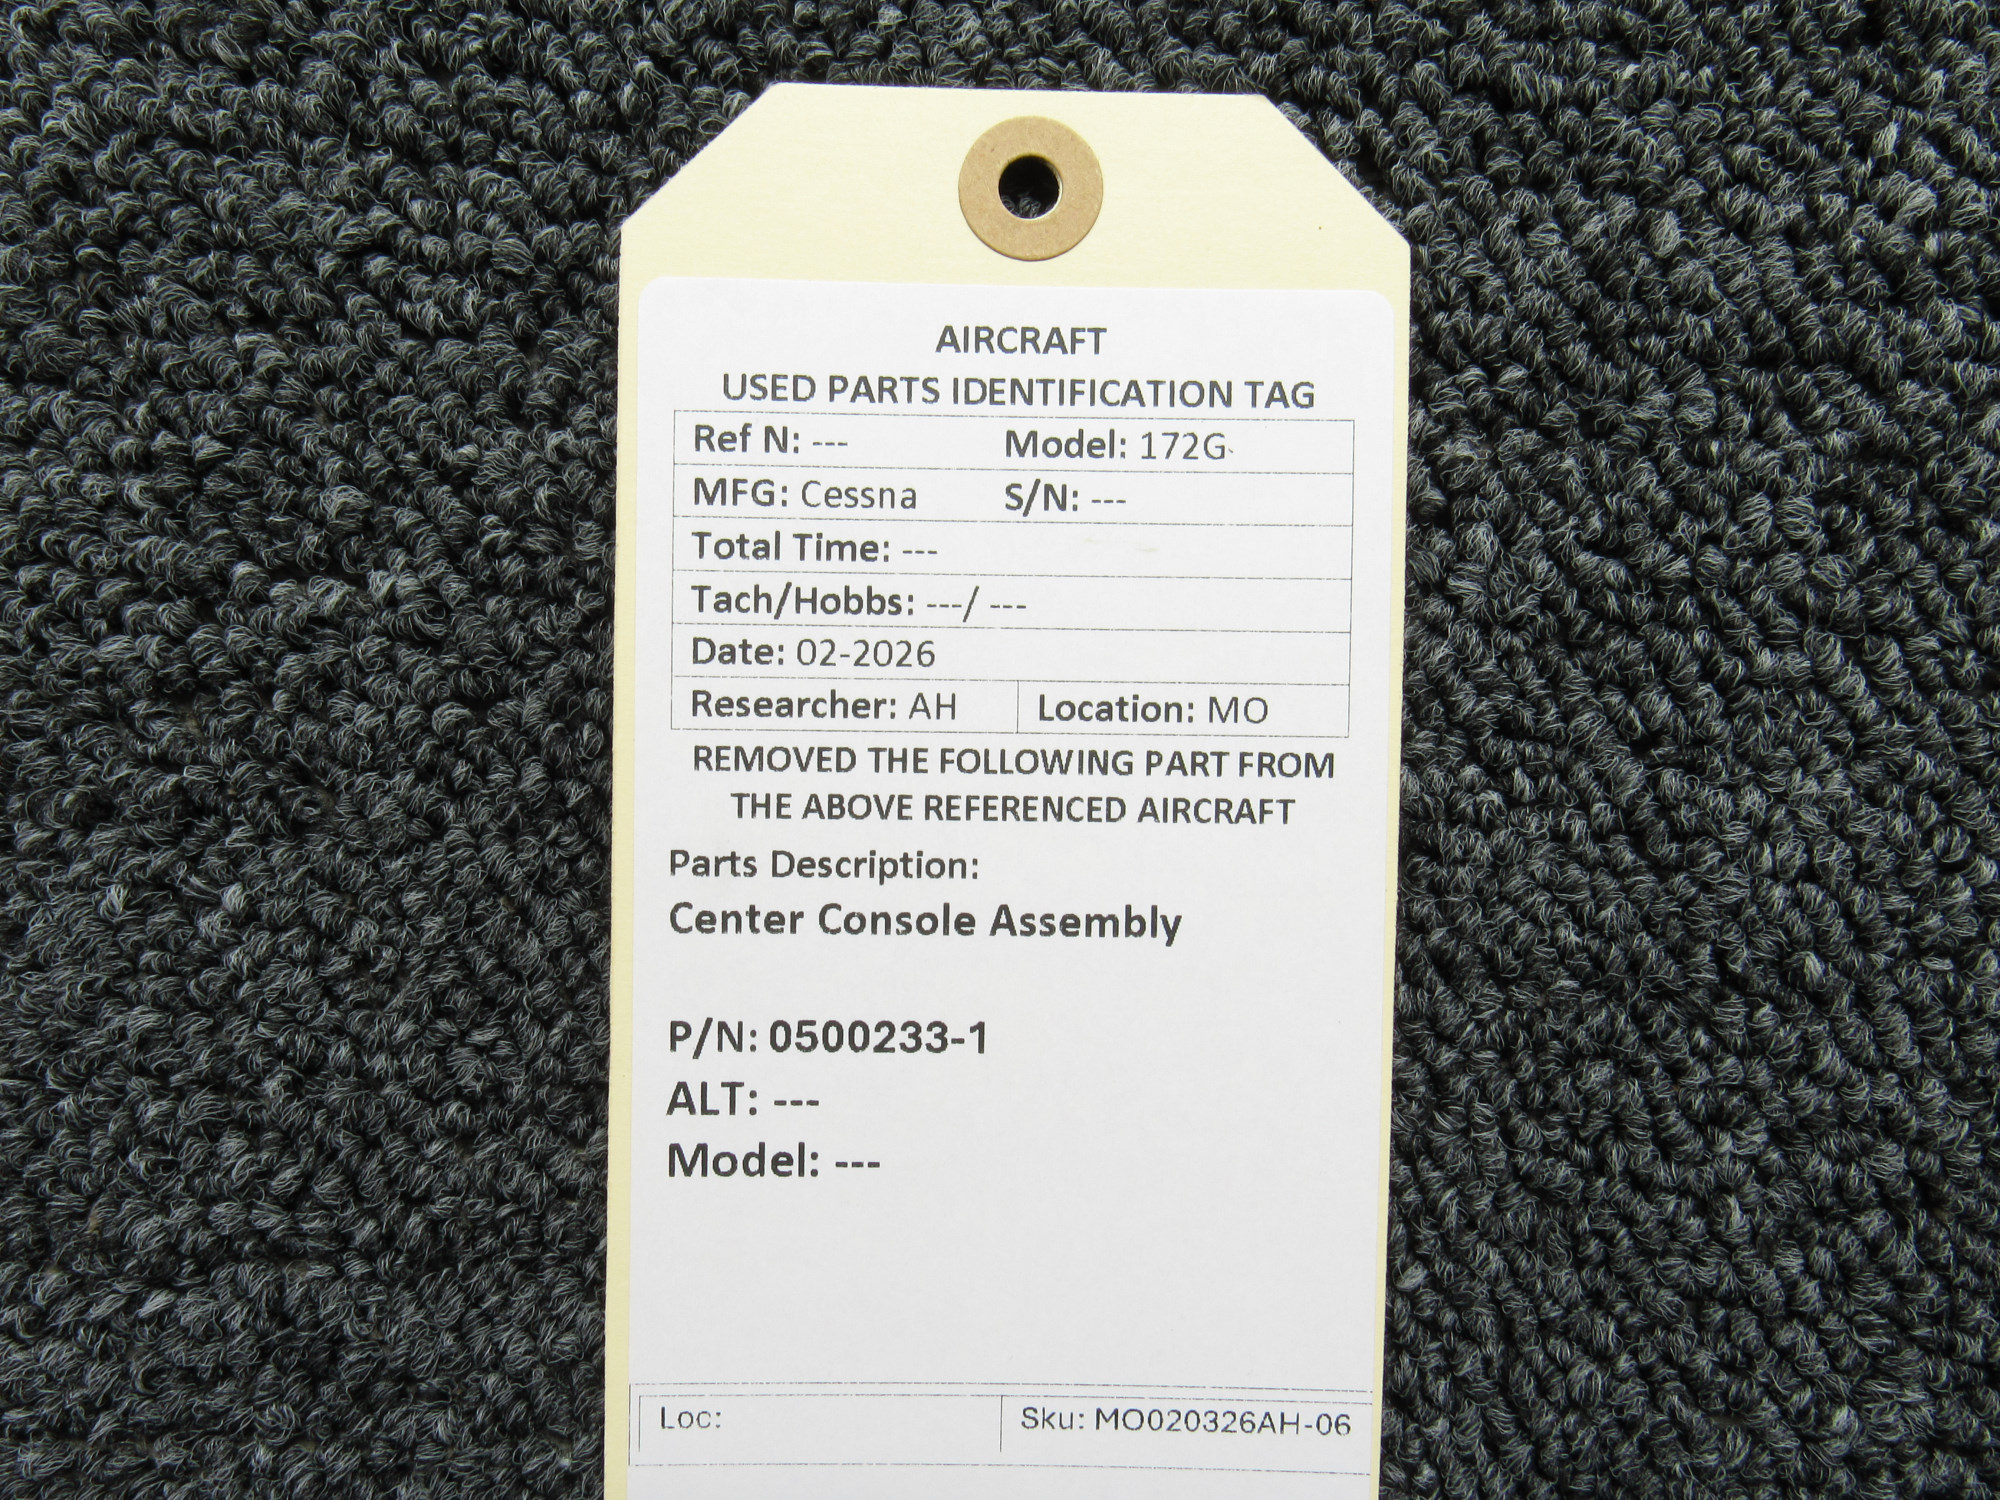 AIRCRAFT
USED PARTS IDENTIFICATION TAG
Ref N: --- Model: 172G
MFG: Cessna S/N: ---
Total Time: ---
Tach/Hobbs: ---/ ---
Date: 02-2026
Researcher: AH Location: MO
REMOVED THE FOLLOWING PART FROM
THE ABOVE REFERENCED AIRCRAFT
Parts Description:
Center Console Assembly
P/N: 0500233-1
ALT: ---
Model: ---
Loc: Sku: MO020326AH-06